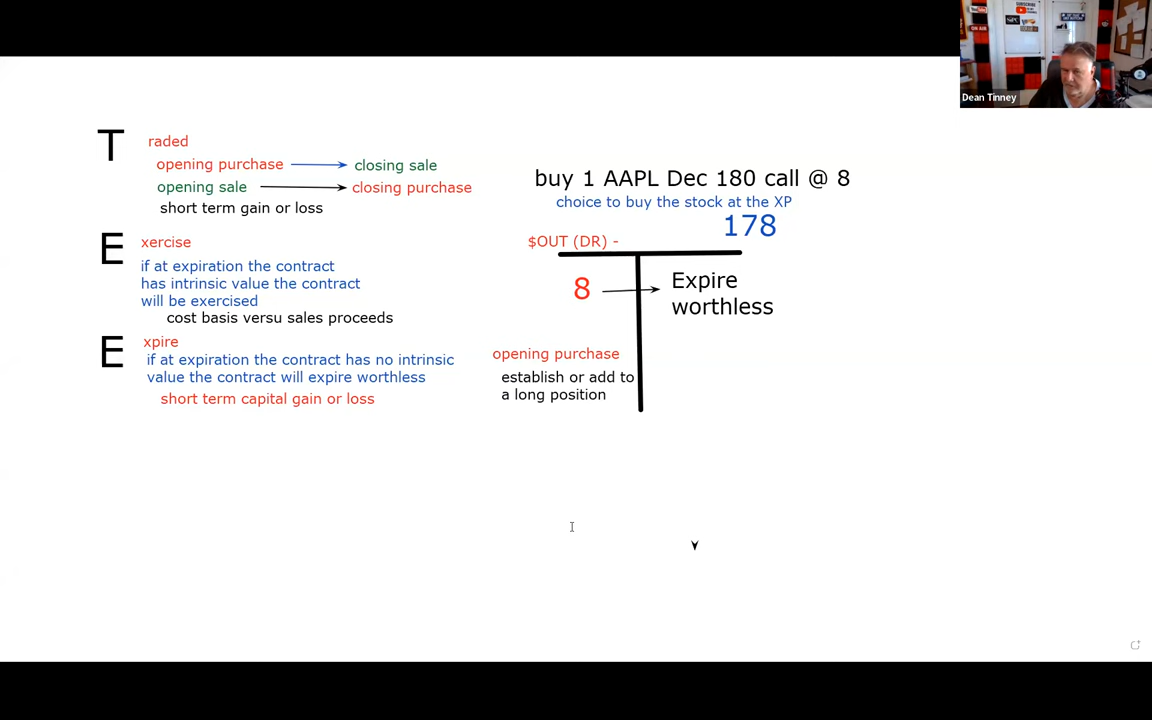 Dean Tinney
T raded
opening purchase closing sale
opening sale closing purchase
short term gain or loss
E xercise
if at expiration the contract
has intrinsic value the contract
will be exercised
cost basis versu sales proceeds
E xpire
if at expiration the contract has no intrinsic
value the contract will expire worthless
short term capital gain or loss
buy 1 AAPL Dec 180 call @ 8
choice to buy the stock at the XP
178
$OUT (DR) -
8
Expire
worthless
opening purchase
establish or add to
a long position